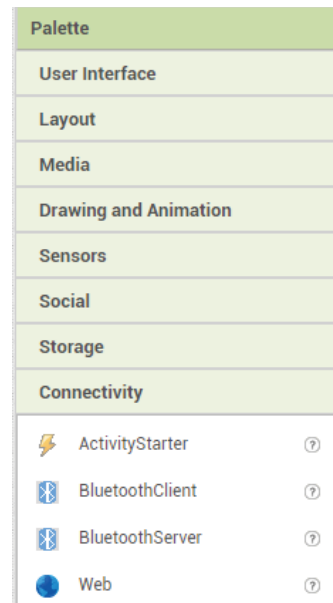 Palette
User Interface
Layout
Media
Drawing and Animation
Sensors
Social
Storage
Connectivity
ActivityStarter ?
BluetoothClient ?
BluetoothServer ?
Web ?